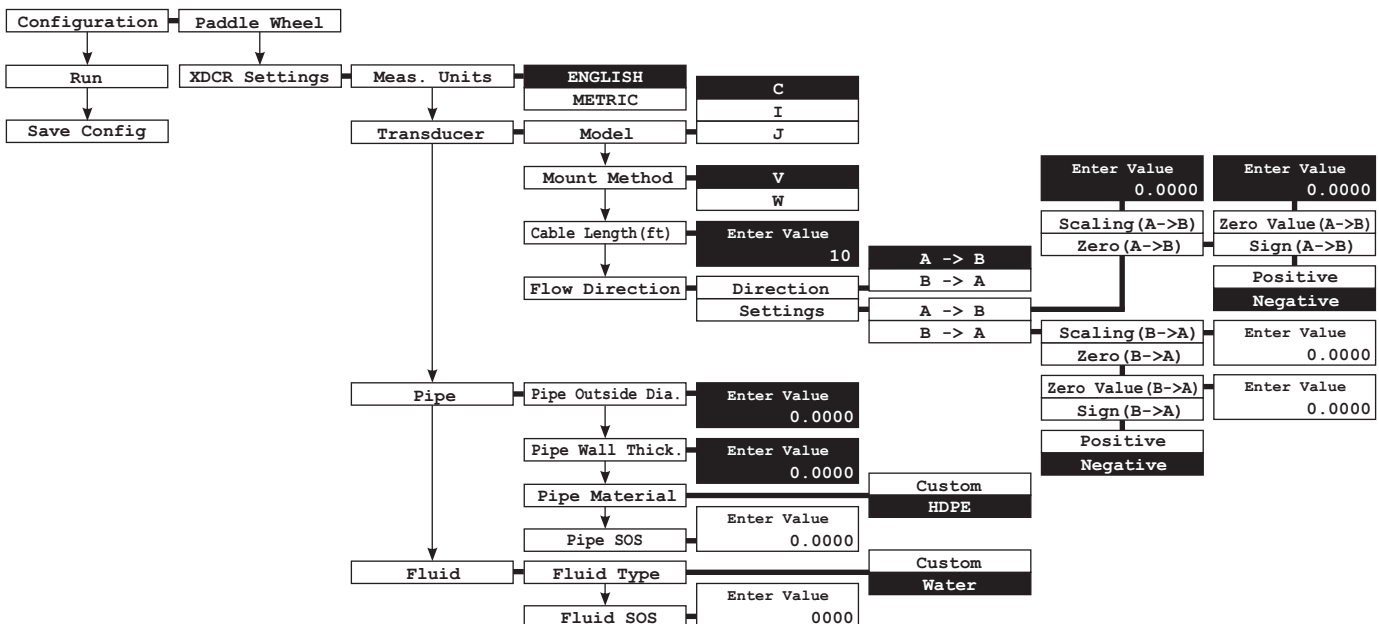 Configuration
Paddle Wheel
Run
XDCR Settings
Meas. Units
ENGLISH
METRIC
C
I
J
Save Config
Transducer
Model
Mount Method
V
W
Cable Length(ft)
Enter Value
10
Flow Direction
Direction
Settings
A -> B
B -> A
A -> B
B -> A
Enter Value
0.0000
Scaling(A->B)
Zero(A->B)
Enter Value
0.0000
Zero Value(A->B)
Sign(A->B)
Positive
Negative
Scaling(B->A)
Zero(B->A)
Enter Value
0.0000
Zero Value(B->A)
Sign(B->A)
Enter Value
0.0000
Positive
Negative
Pipe
Pipe Outside Dia.
Enter Value
0.0000
Pipe Wall Thick.
Enter Value
0.0000
Pipe Material
Custom
HDPE
Pipe SOS
Enter Value
0.0000
Fluid
Fluid Type
Custom
Water
Fluid SOS
Enter Value
0000